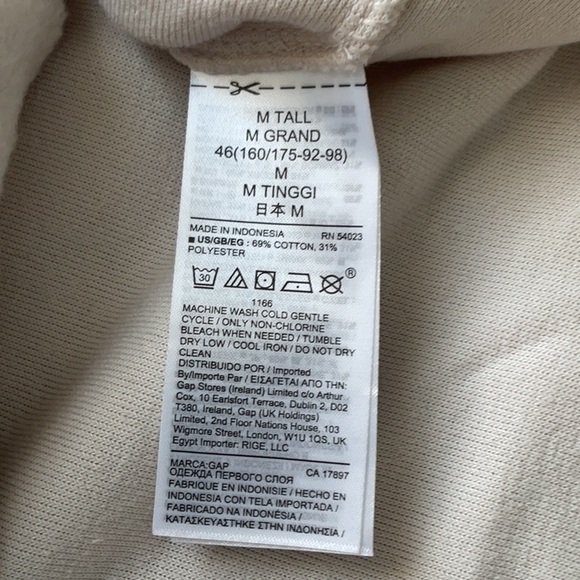 M TALL
M GRAND
46(160/175-92-98)
M
M TINGGI
日本 M
MADE IN INDONESIA RN 54023
■ US/GB/EG : 69% COTTON, 31%
POLYESTER
30
®
1166
MACHINE WASH COLD GENTLE
CYCLE / ONLY NON-CHLORINE
BLEACH WHEN NEEDED / TUMBLE
DRY LOW / COOL IRON / DO NOT DRY
CLEAN
DISTRIBUIDO POR / Imported
By/Importe Par / ΕΙΣΑΓΕΤΑΙ ΑΠΟ ΤΗΝ:
Gap Stores (Ireland) Limited c/o Arthur
Cox, 10 Earlsfort Terrace, Dublin 2, D02
T380, Ireland, Gap (UK Holdings)
Limited, 2nd Floor Nations House, 103
Wigmore Street, London, W1U 1QS, UK
Egypt Importer: RIGE, LLC
MARCA:GAP CA 17897
ОДЕЖДА ПЕРВОГО СЛОЯ
FABRIQUE EN INDONISIE / HECHO EN
INDONESIA CON TELA IMPORTADA /
FABRICADO NA INDONÉSIA /
ΚΑΤΑΣΚΕΥΑΣΤΗΚΕ ΣΤΗΝ ΙΝΔΟΝΗΣΙΑ /